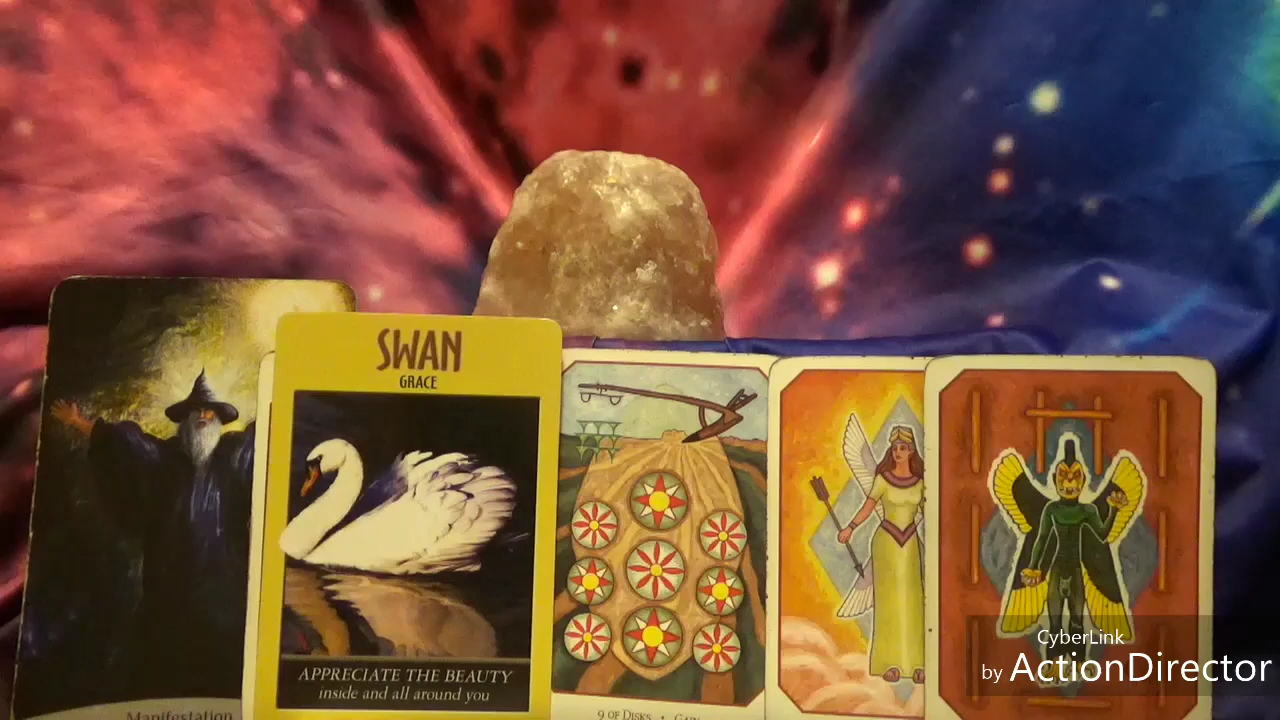 SWAN
GRACE
APPRECIATE THE BEAUTY
inside and all around you
Manifestation
9 OF DISKS •
CyberLink
by ActionDirector